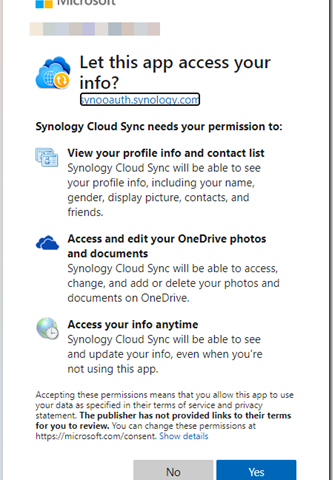 Microsoft
Let this app access your
info?
synooauth.synology.com
Synology Cloud Sync needs your permission to:
View your profile info and contact list
Synology Cloud Sync will be able to see
your profile info, including your name,
gender, display picture, contacts, and
friends.
Access and edit your OneDrive photos
and documents
Synology Cloud Sync will be able to access,
change, and add or delete your photos and
documents on OneDrive.
Access your info anytime
Synology Cloud Sync will be able to see
and update your info, even when you're
not using this app.
Accepting these permissions means that you allow this app to use
your data as specified in their terms of service and privacy
statement. The publisher has not provided links to their terms
for you to review. You can change these permissions at
https://microsoft.com/consent. Show details
No Yes